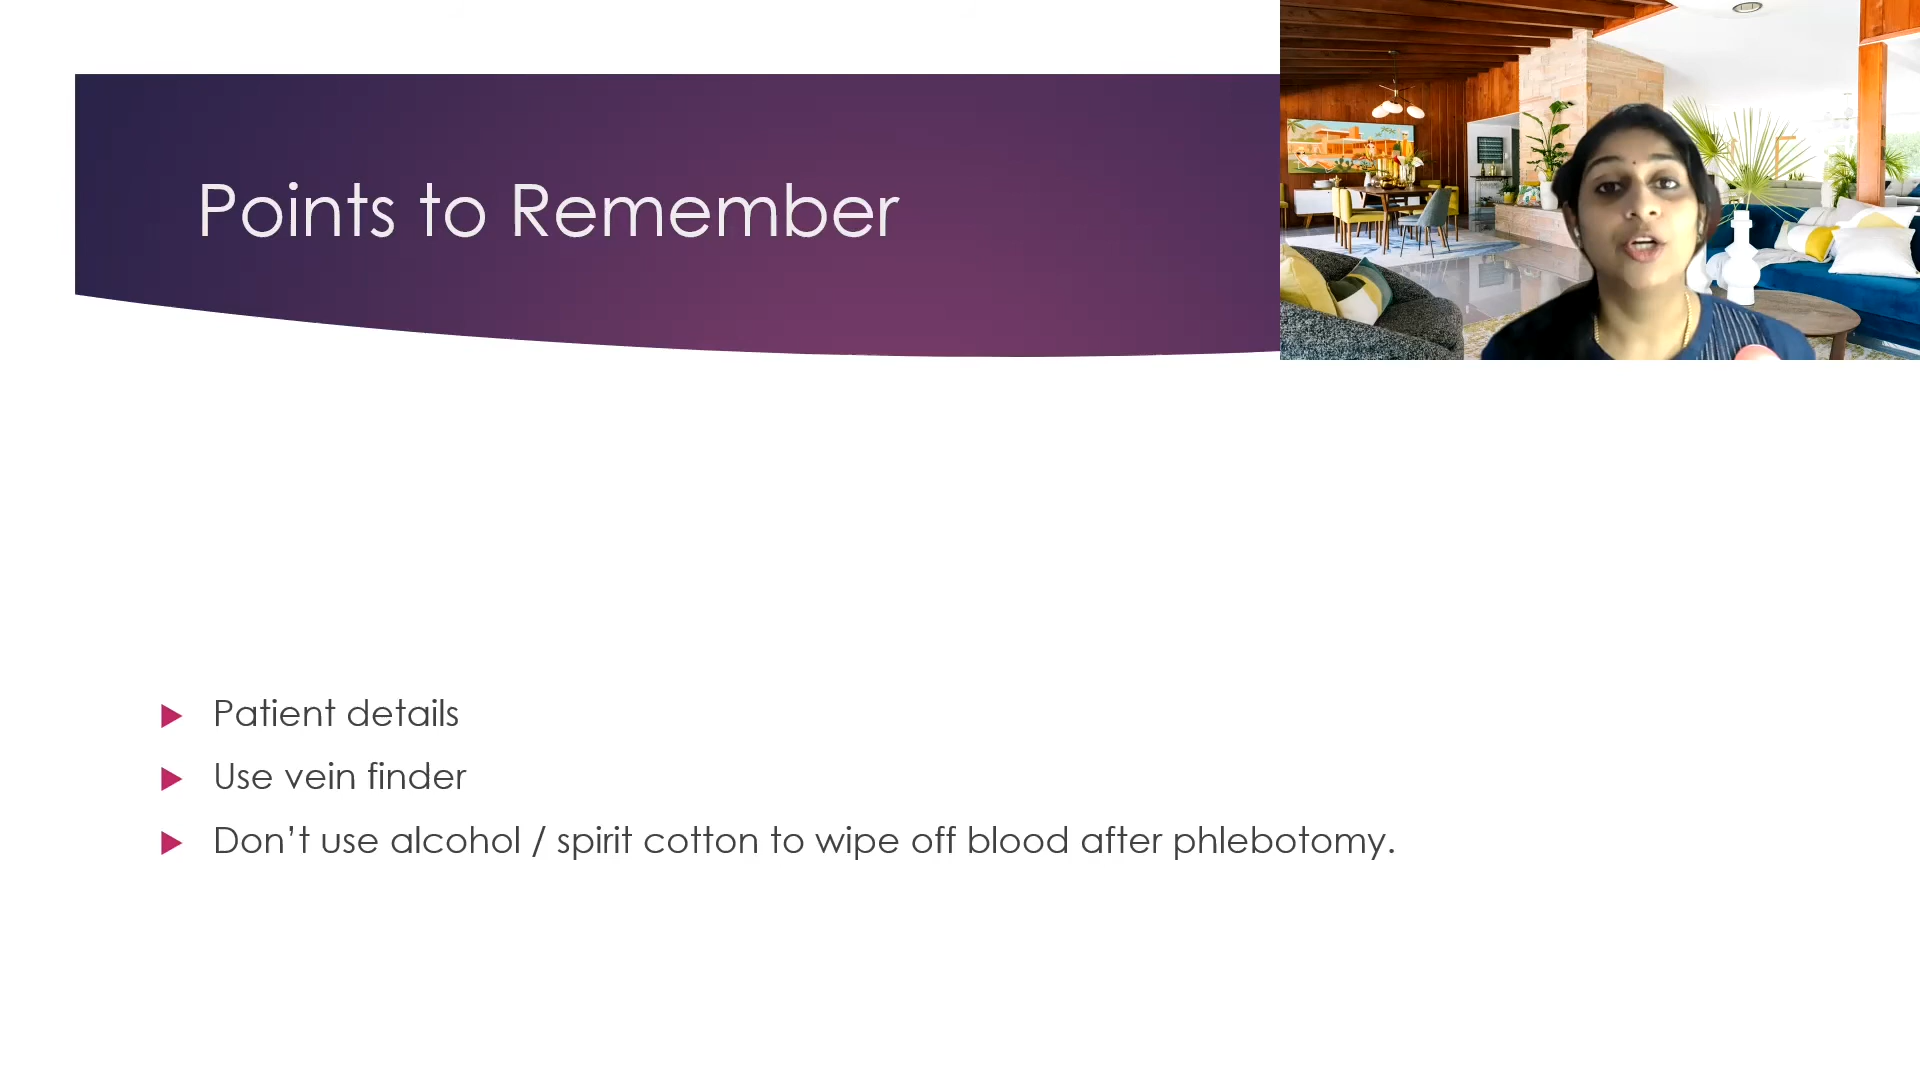 Points to Remember
Patient details
Use vein finder
Don’t use alcohol / spirit cotton to wipe off blood after phlebotomy.